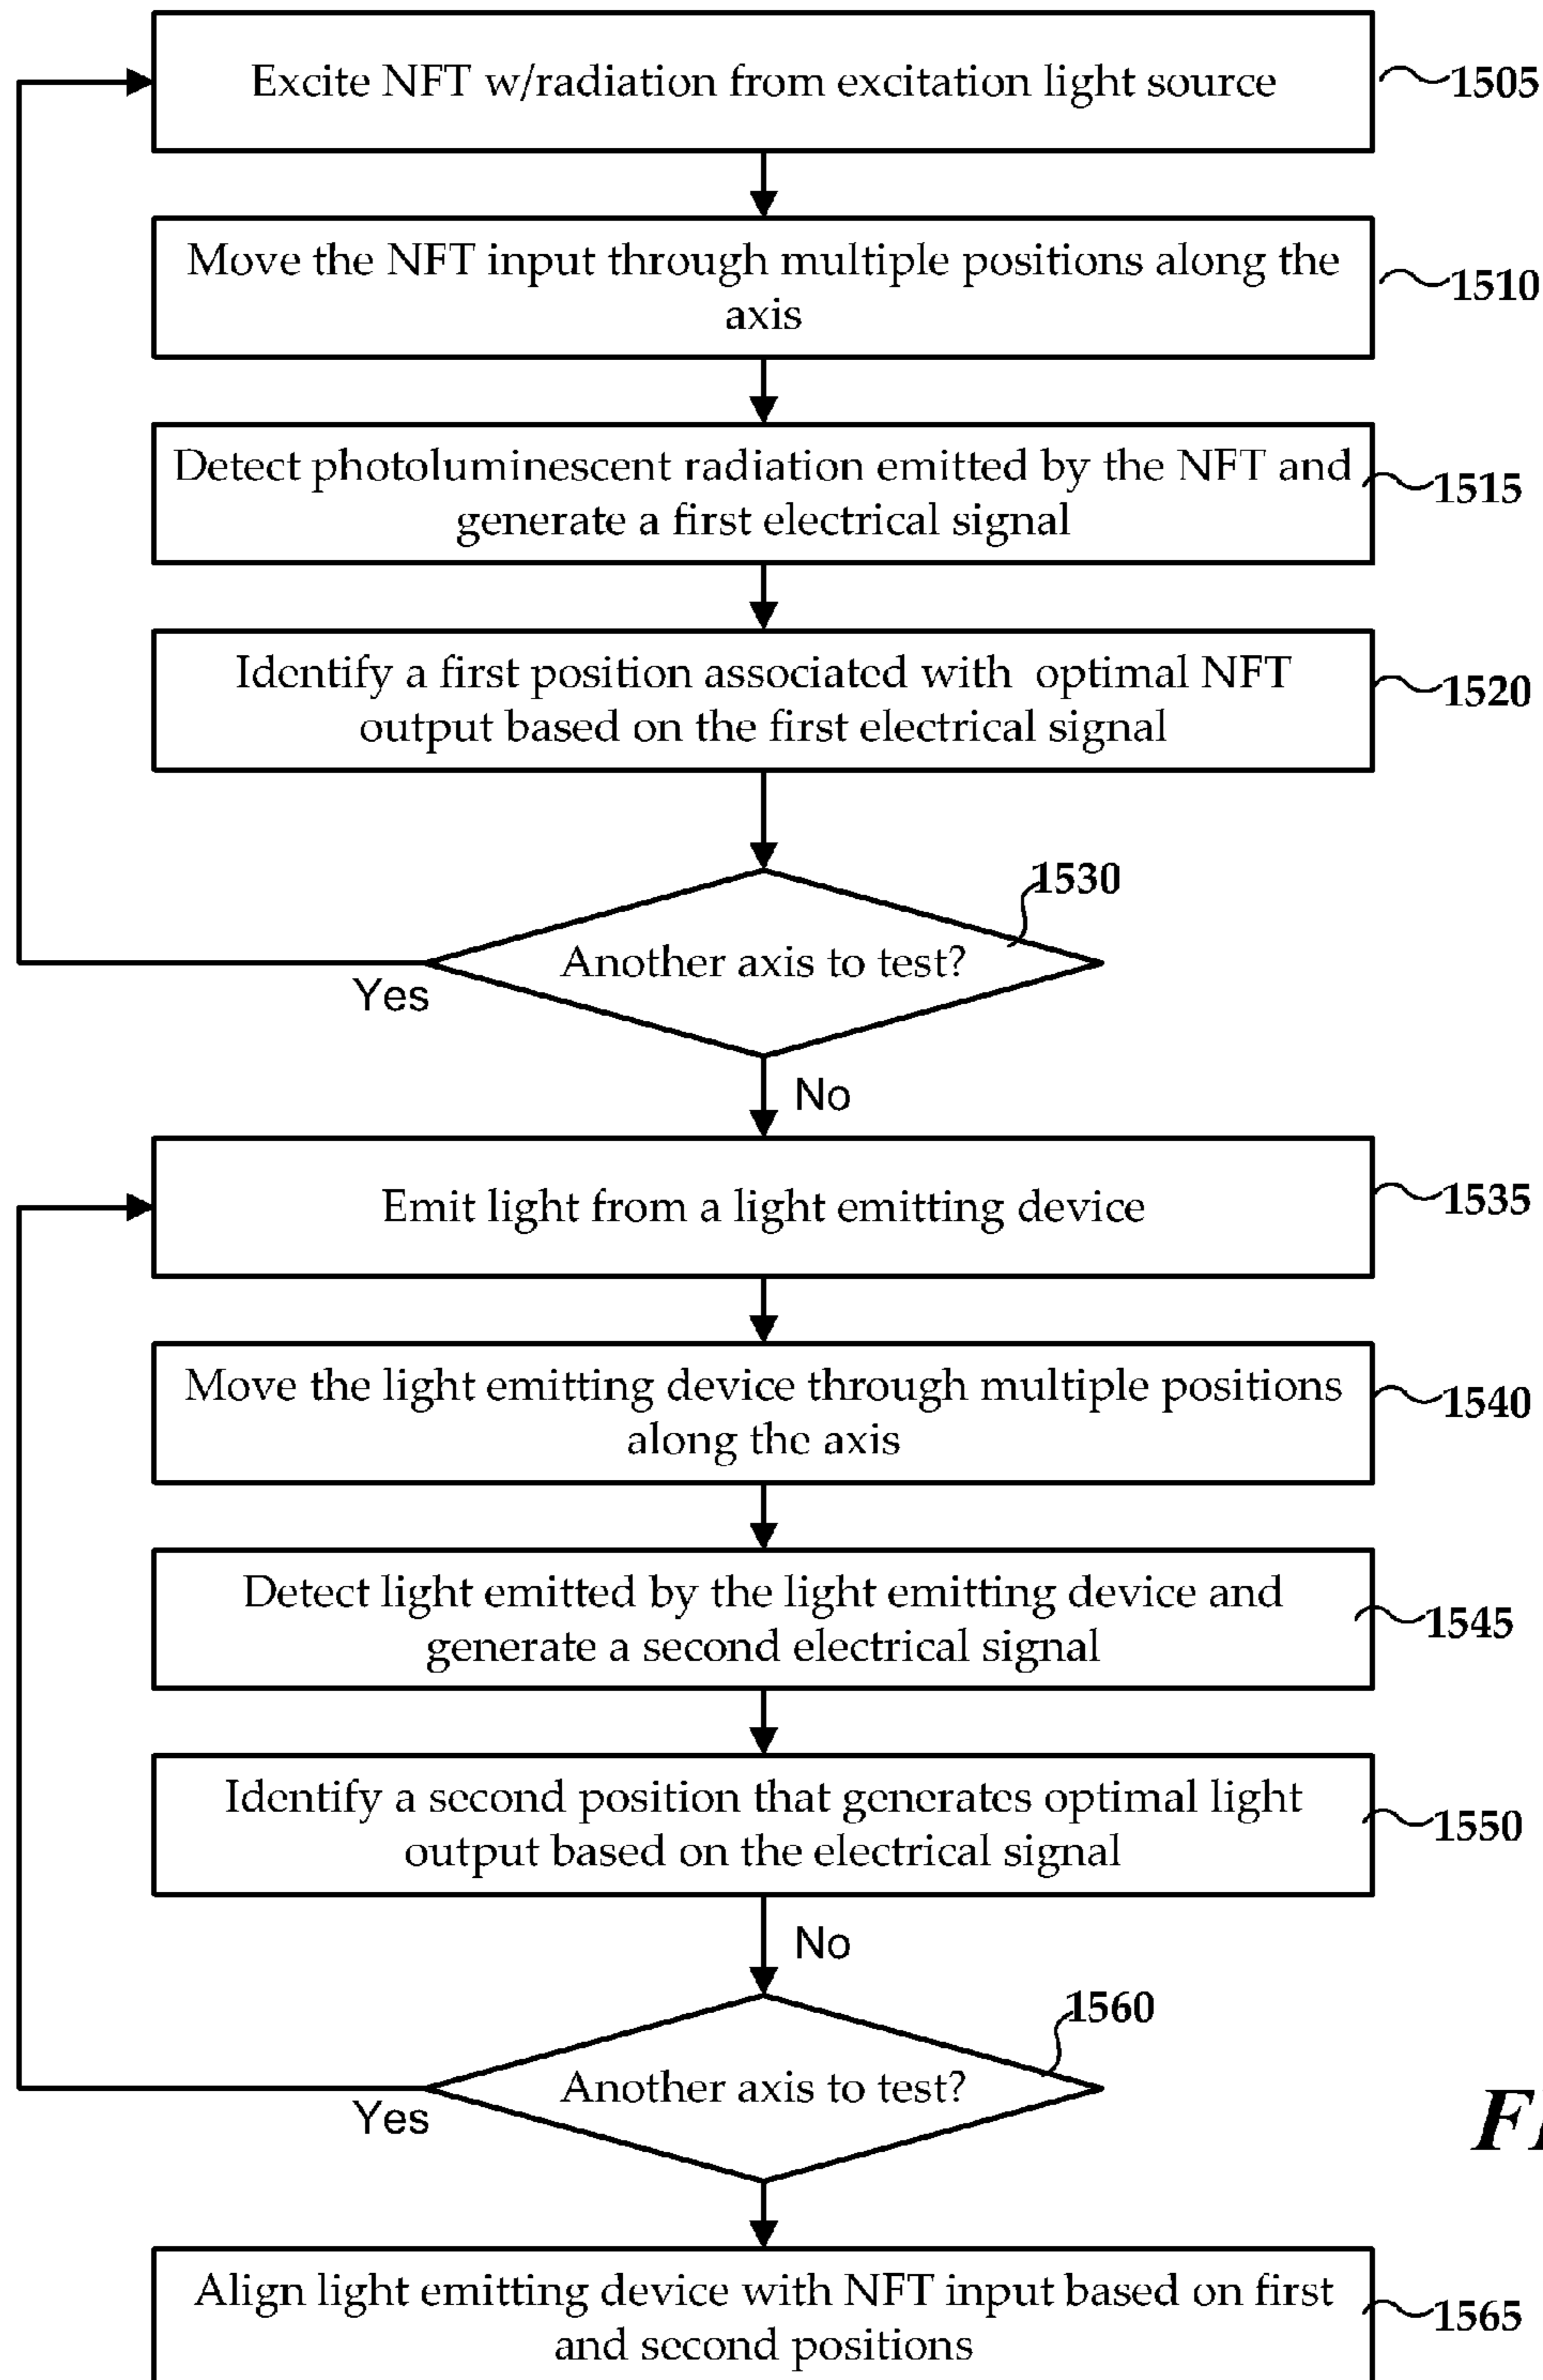 Excite NFT w/radiation from excitation light source
1505
Move the NFT input through multiple positions along the
axis
1510
Detect photoluminescent radiation emitted by the NFT and
generate a first electrical signal
1515
Identify a first position associated with optimal NFT
output based on the first electrical signal
1520
1530
Another axis to test?
Yes
No
Emit light from a light emitting device
1535
Move the light emitting device through multiple positions
along the axis
1540
Detect light emitted by the light emitting device and
generate a second electrical signal
1545
Identify a second position that generates optimal light
output based on the electrical signal
1550
No
1560
Another axis to test?
Yes
Align light emitting device with NFT input based on first
and second positions
1565